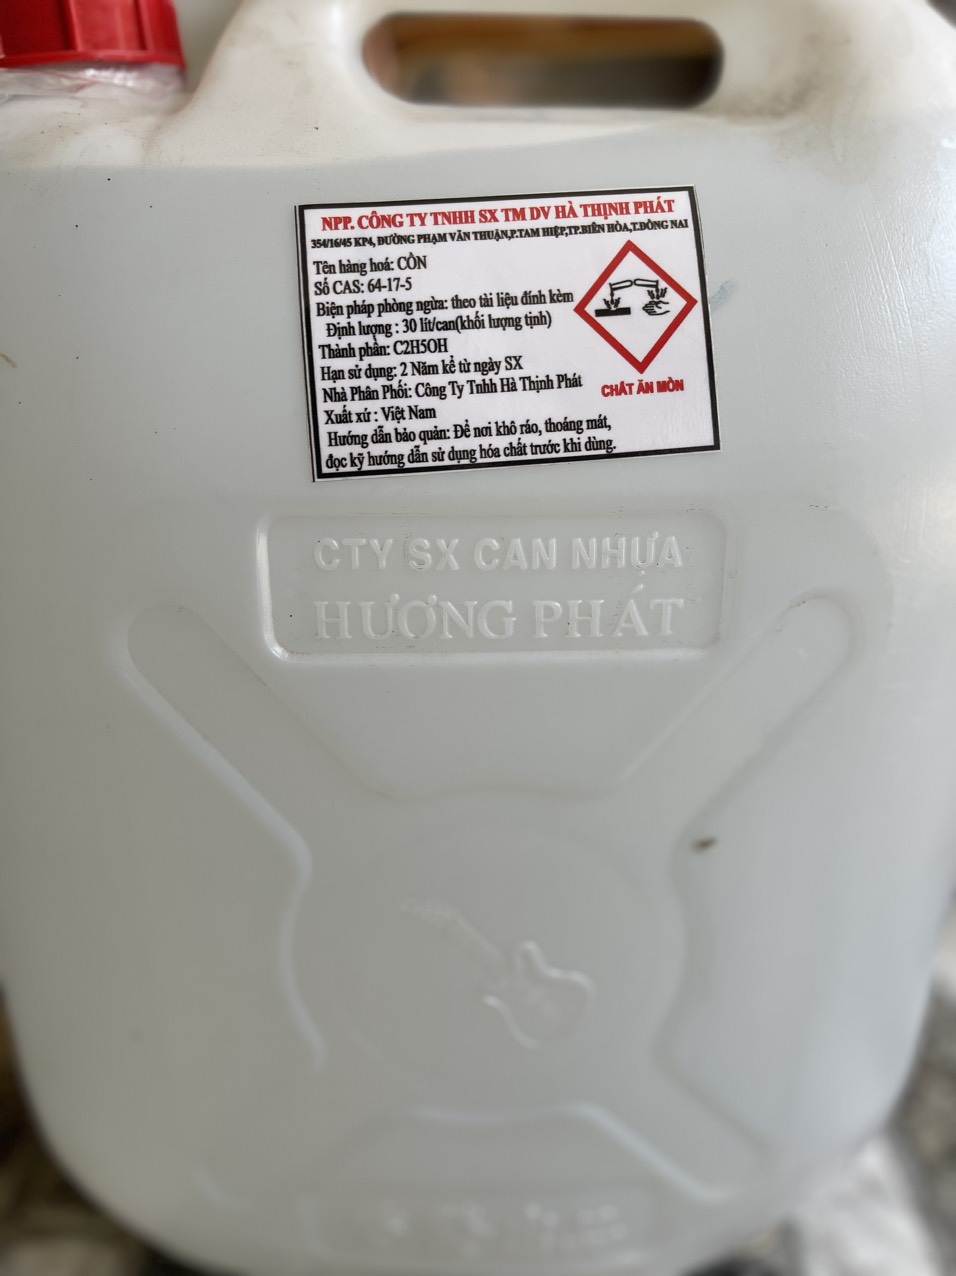 NPP. CÔNG TY TNHH SX TM DV HÀ THỊNH PHÁT
354/16/45 KP4, ĐƯỜNG PHẠM VĂN THUẬN,P.TAM HIỆP,TP.BIÊN HÒA,T.ĐỒNG NAI
Tên hàng hoá: CỒN
Số CAS: 64-17-5
Biện pháp phòng ngừa: theo tài liệu đính kèm
Định lượng : 30 lít/can(khối lượng tịnh)
Thành phần: C2H5OH
Hạn sử dụng: 2 Năm kể từ ngày SX
Nhà Phân Phối: Công Ty Tnhh Hà Thịnh Phát
CHẤT ĂN MÒN
Xuất xứ : Việt Nam
Hướng dẫn bảo quản: Để nơi khô ráo, thoáng mát,
đọc kỹ hướng dẫn sử dụng hóa chất trước khi dùng.
CTY SX CAN NHỰA
HƯƠNG PHÁT